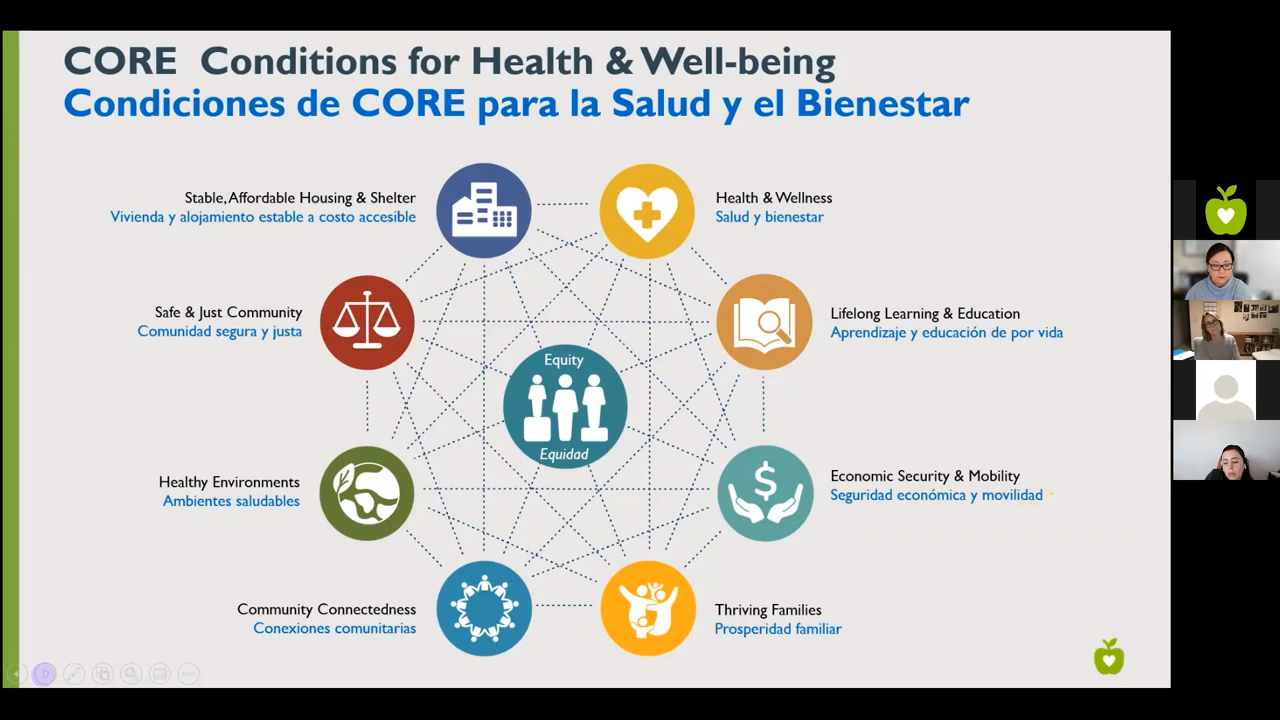 CORE Conditions for Health & Well-being
Condiciones de CORE para la Salud y el Bienestar
Stable, Affordable Housing & Shelter
Vivienda y alojamiento estable a costo accesible
Health & Wellness
Salud y bienestar
Safe & Just Community
Comunidad segura y justa
Lifelong Learning & Education
Aprendizaje y educación de por vida
Equity
Equidad
Healthy Environments
Ambientes saludables
Economic Security & Mobility
Seguridad económica y movilidad
Community Connectedness
Conexiones comunitarias
Thriving Families
Prosperidad familiar